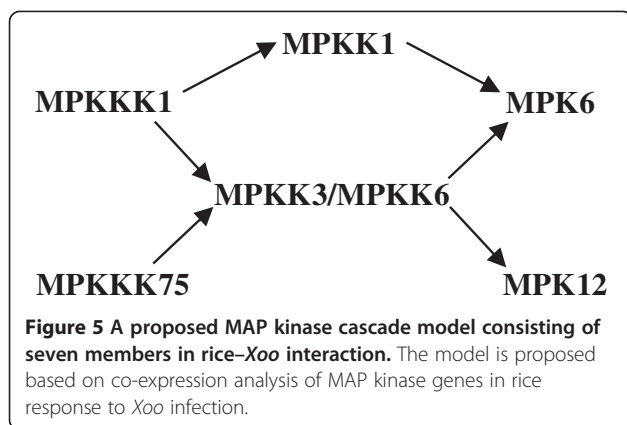 MPKK1
MPKKK1
MPK6
MPKK3/MPKK6
MPKKK75
MPK12
Figure 5 A proposed MAP kinase cascade model consisting of
seven members in rice–Xoo interaction. The model is proposed
based on co-expression analysis of MAP kinase genes in rice
response to Xoo infection.